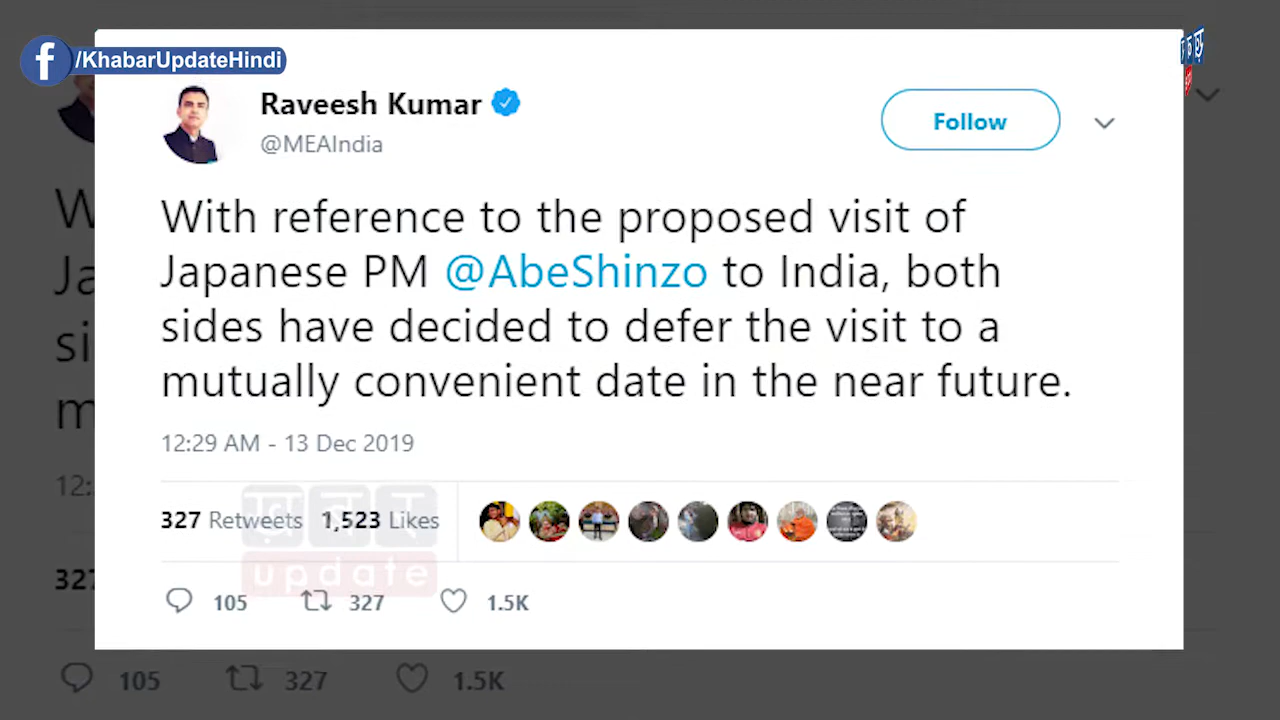 f /KhabarUpdateHindi
Raveesh Kumar
@MEAIndia
Follow
With reference to the proposed visit of
Japanese PM @AbeShinzo to India, both
sides have decided to defer the visit to a
mutually convenient date in the near future.
12:29 AM - 13 Dec 2019
327 Retweets 1,523 Likes
ख़बर
update
105 327 1.5K
105 327 1.5K